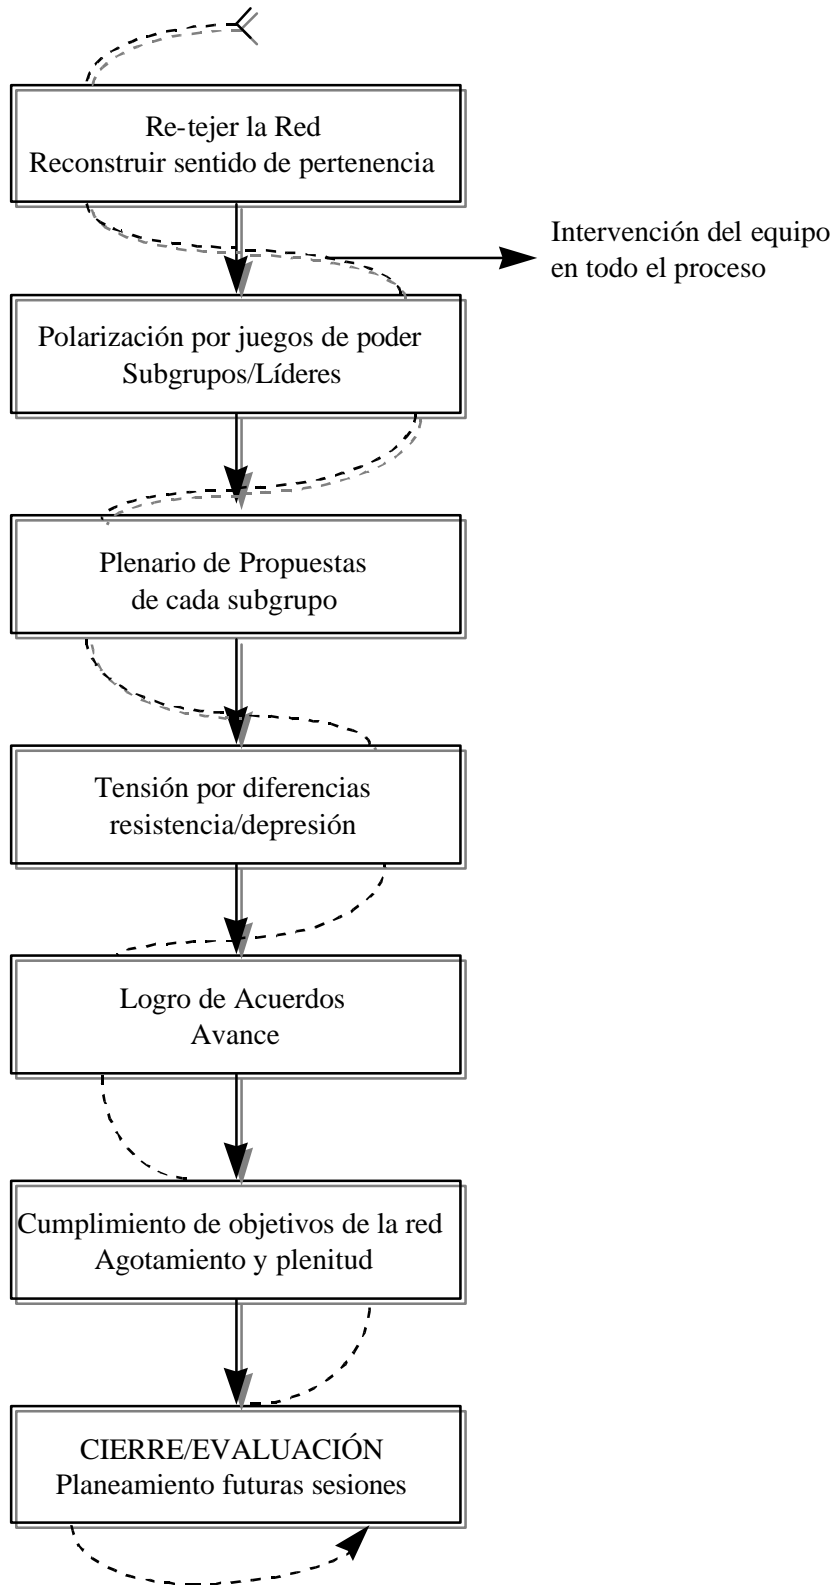 Re-tejer la Red
Reconstruir sentido de pertenencia
Intervención del equipo
en todo el proceso
Polarización por juegos de poder
Subgrupos/Líderes
Plenario de Propuestas
de cada subgrupo
Tensión por diferencias
resistencia/depresión
Logro de Acuerdos
Avance
Cumplimiento de objetivos de la red
Agotamiento y plenitud
CIERRE/EVALUACIÓN
Planeamiento futuras sesiones